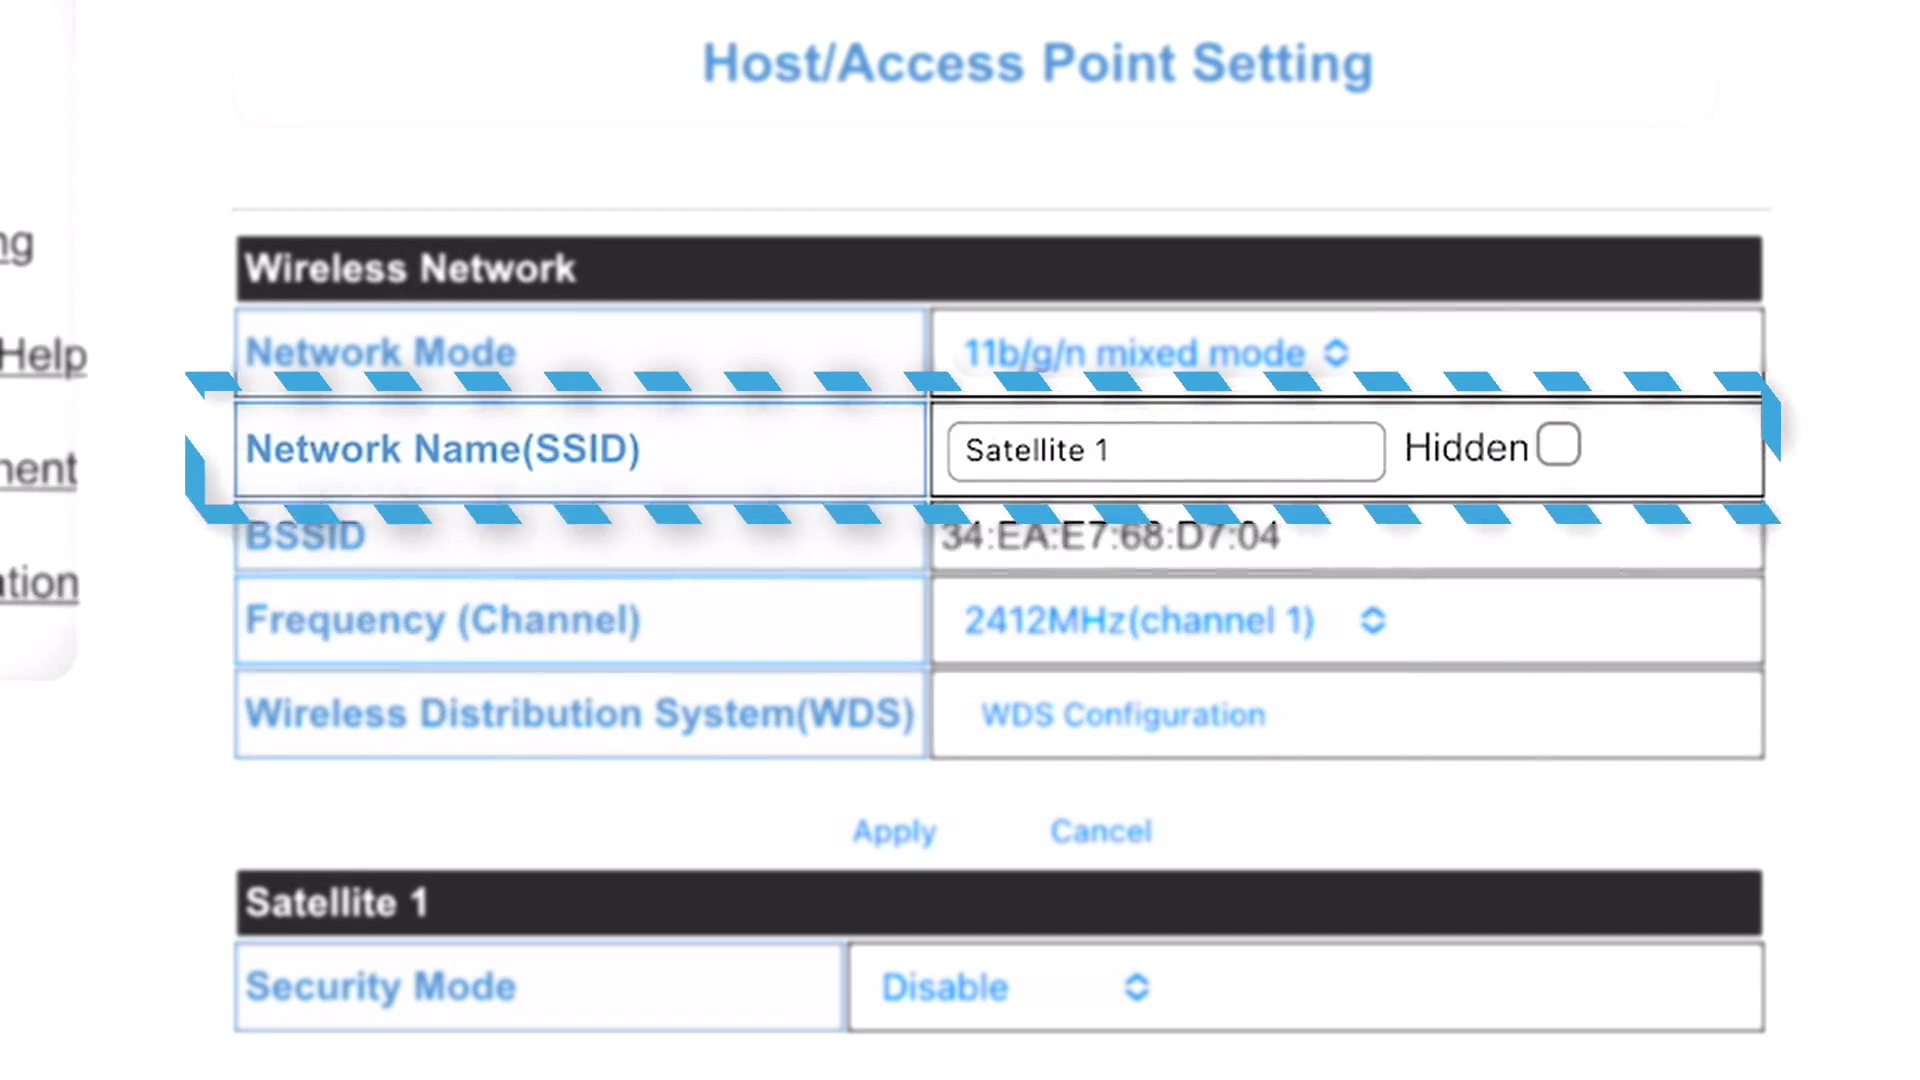 Host/Access Point Setting
Wireless Network
Network Mode 11b/g/n mixed mode
Network Name(SSID) Satellite 1 Hidden
BSSID 34:EA:E7:68:D7:04
Frequency (Channel) 2412MHz(channel 1)
Wireless Distribution System(WDS) WDS Configuration
Apply Cancel
Satellite 1
Security Mode Disable
ng
Help
nent
ation